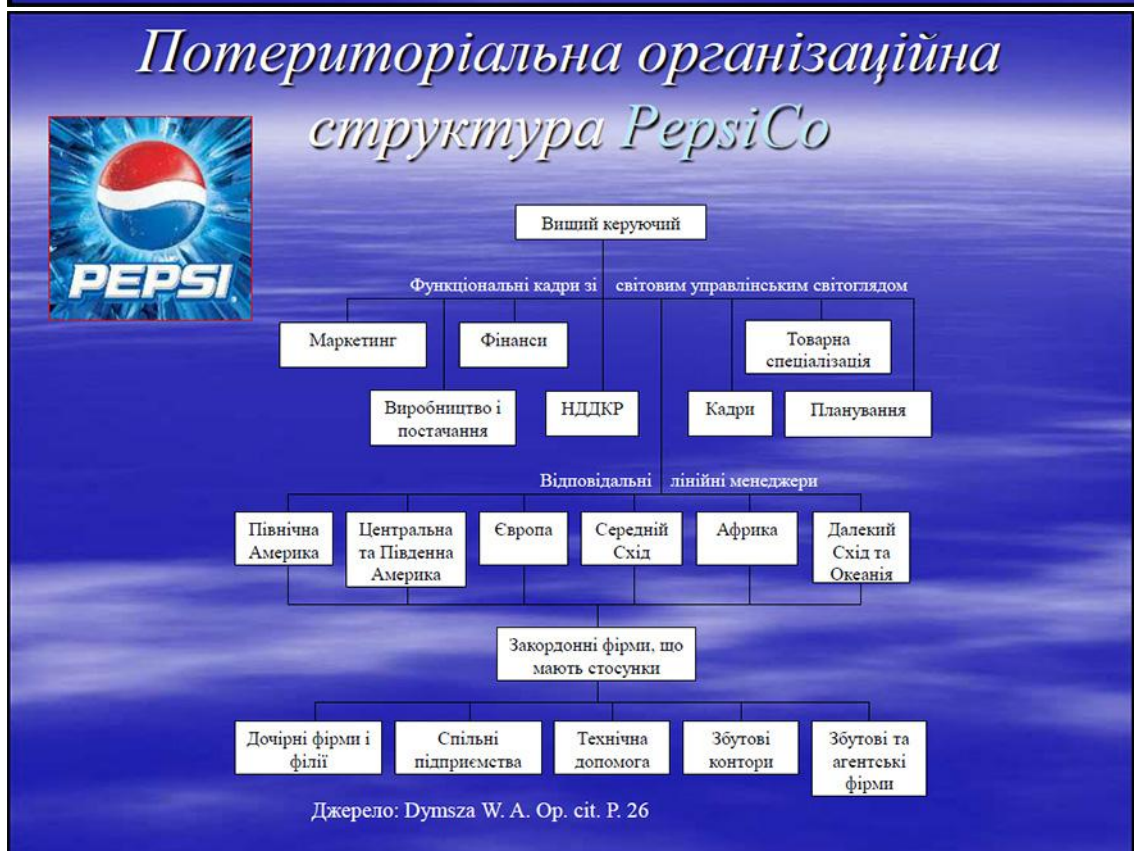 Потериторіальна організаційна
структура PepsiCo
PEPSI
Вищий керуючий
Функціональні кадри зі світовим управлінським світоглядом
Маркетинг
Фінанси
Товарна
спеціалізація
Виробництво і
постачання
НДДКР
Кадри
Планування
Відповідальні лінійні менеджери
Північна
Америка
Центральна
та Південна
Америка
Європа
Середній
Схід
Африка
Далекий
Схід та
Океанія
Закордонні фірми, що
мають стосунки
Дочірні фірми і
філії
Спільні
підприємства
Технічна
допомога
Збутові
контори
Збутові та
агентські
фірми
Джерело: Dymsza W. A. Op. cit. P. 26